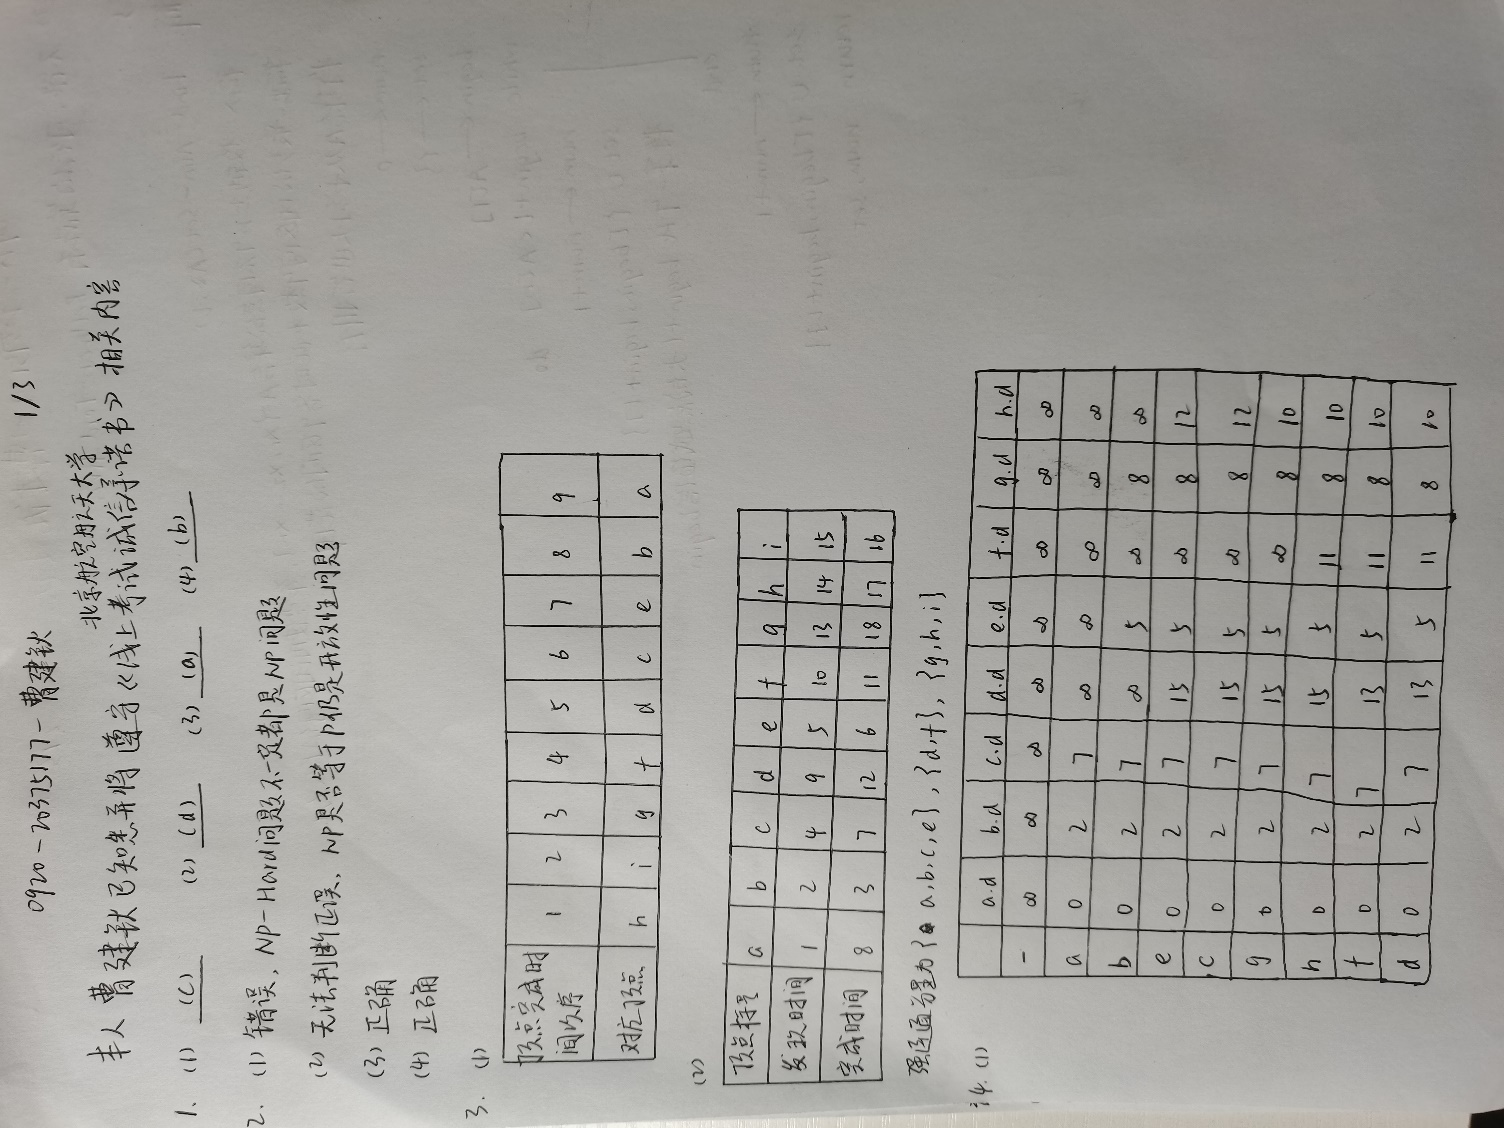 0920-20375177-曹建钬 1/3
北京航空航天大学
本人曹建钬已知悉并将遵守《线上考试诚信承诺书》相关内容
1. (1) (c) (2) (d) (3) (a) (4) (b)
2. (1) 错误,NP-Hard问题不一定都是NP问题
(2) 无法判断正误,NP是否等于P仍是开放性问题
(3) 正确
(4) 正确
3. (1)
顶点完成时间次序 1 2 3 4 5 6 7 8 9
对应顶点 h i g f d c e b a
(2)
顶点符号 a b c d e f g h i
发现时间 1 2 4 9 5 10 13 14 15
完成时间 8 3 7 12 6 11 18 17 16
强连通分量为{a,b,c,e},{d,f},{g,h,i}
4. (1)
a.d b.d c.d d.d e.d f.d g.d h.d
- ∞ ∞ ∞ ∞ ∞ ∞ ∞ ∞
a 0 2 7 ∞ ∞ ∞ ∞ ∞
b 0 2 7 ∞ 5 ∞ 8 ∞
e 0 2 7 15 5 ∞ 8 12
c 0 2 7 15 5 ∞ 8 12
g 0 2 7 15 5 ∞ 8 10
h 0 2 7 15 5 11 8 10
f 0 2 7 13 5 11 8 10
d 0 2 7 13 5 11 8 10